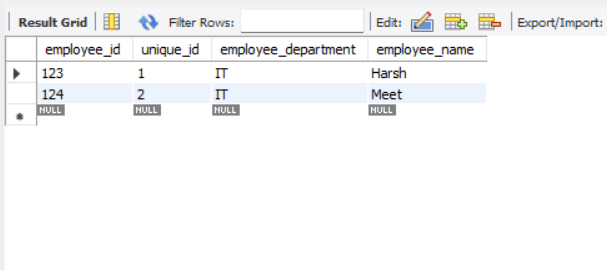 Result Grid Filter Rows: Edit: Export/Import:
employee_id unique_id employee_department employee_name
123 1 IT Harsh
124 2 IT Meet
NULL NULL NULL NULL